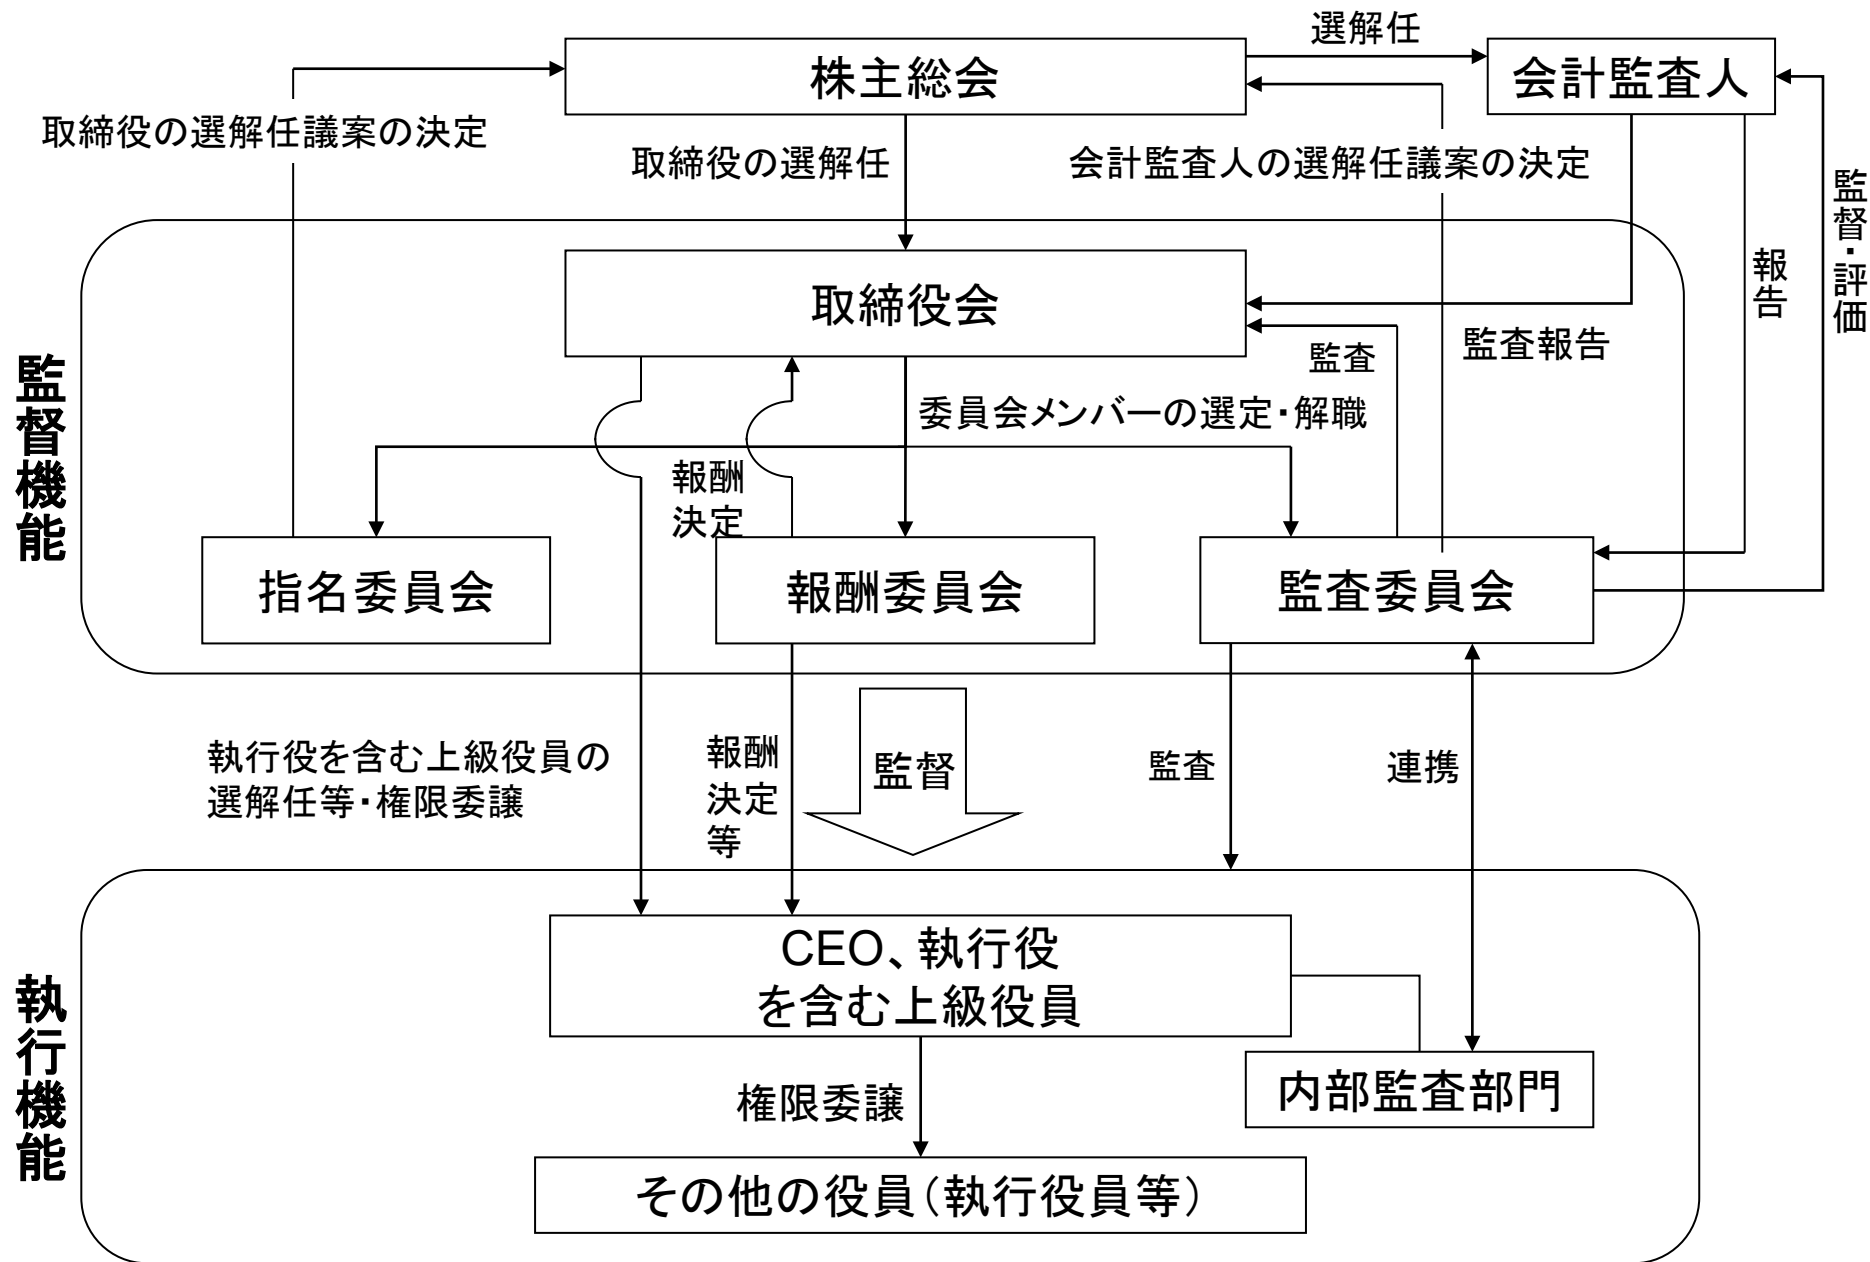 選解任
株主総会
会計監査人
取締役の選解任議案の決定
取締役の選解任
会計監査人の選解任議案の決定
監督・評価
報告
取締役会
監査報告
監査
委員会メンバーの選定・解職
監督機能
報酬
決定
指名委員会
報酬委員会
監査委員会
執行役を含む上級役員の
選解任等・権限委譲
報酬
決定
等
監督
監査
連携
執行機能
CEO、執行役
を含む上級役員
内部監査部門
権限委譲
その他の役員(執行役員等)